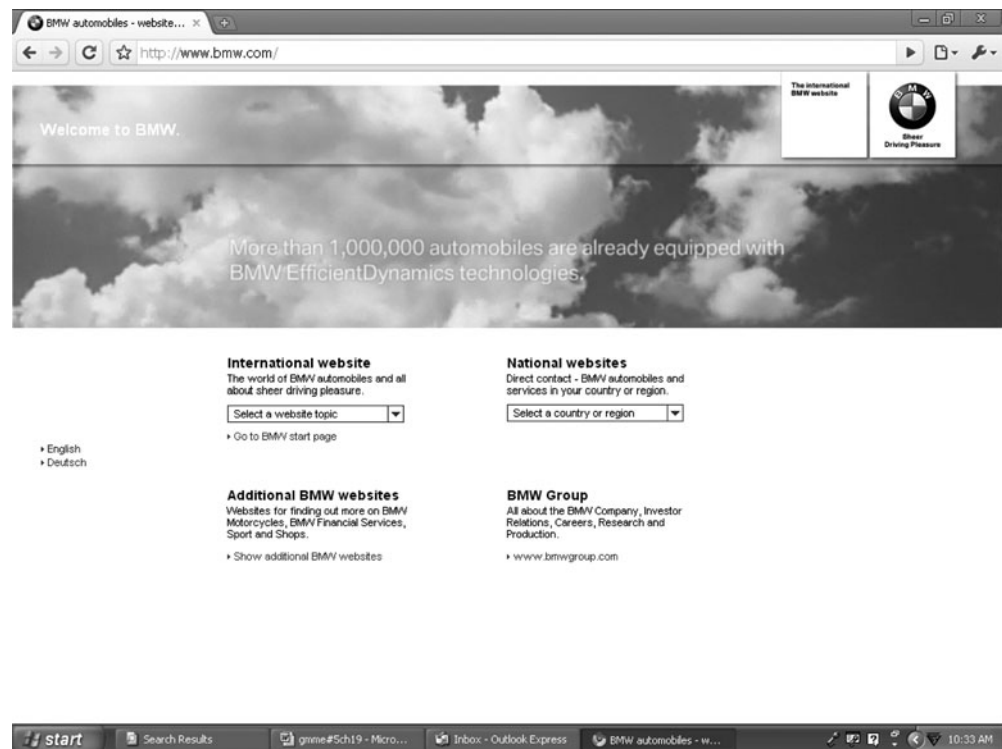 BMW automobiles - website...
http://www.bmw.com/
The international
BMW website
BMW
Sheer
Driving Pleasure
Welcome to BMW.
More than 1,000,000 automobiles are already equipped with
BMW EfficientDynamics technologies.
International website
The world of BMW automobiles and all
about sheer driving pleasure.
Select a website topic
Go to BMW start page
National websites
Direct contact - BMW automobiles and
services in your country or region.
Select a country or region
English
Deutsch
Additional BMW websites
Websites for finding out more on BMW
Motorcycles, BMW Financial Services,
Sport and Shops.
Show additional BMW websites
BMW Group
All about the BMW Company, Investor
Relations, Careers, Research and
Production.
www.bmwgroup.com
start
Search Results
gmme#5ch19 - Micro...
Inbox - Outlook Express
BMW automobiles - w...
10:33 AM